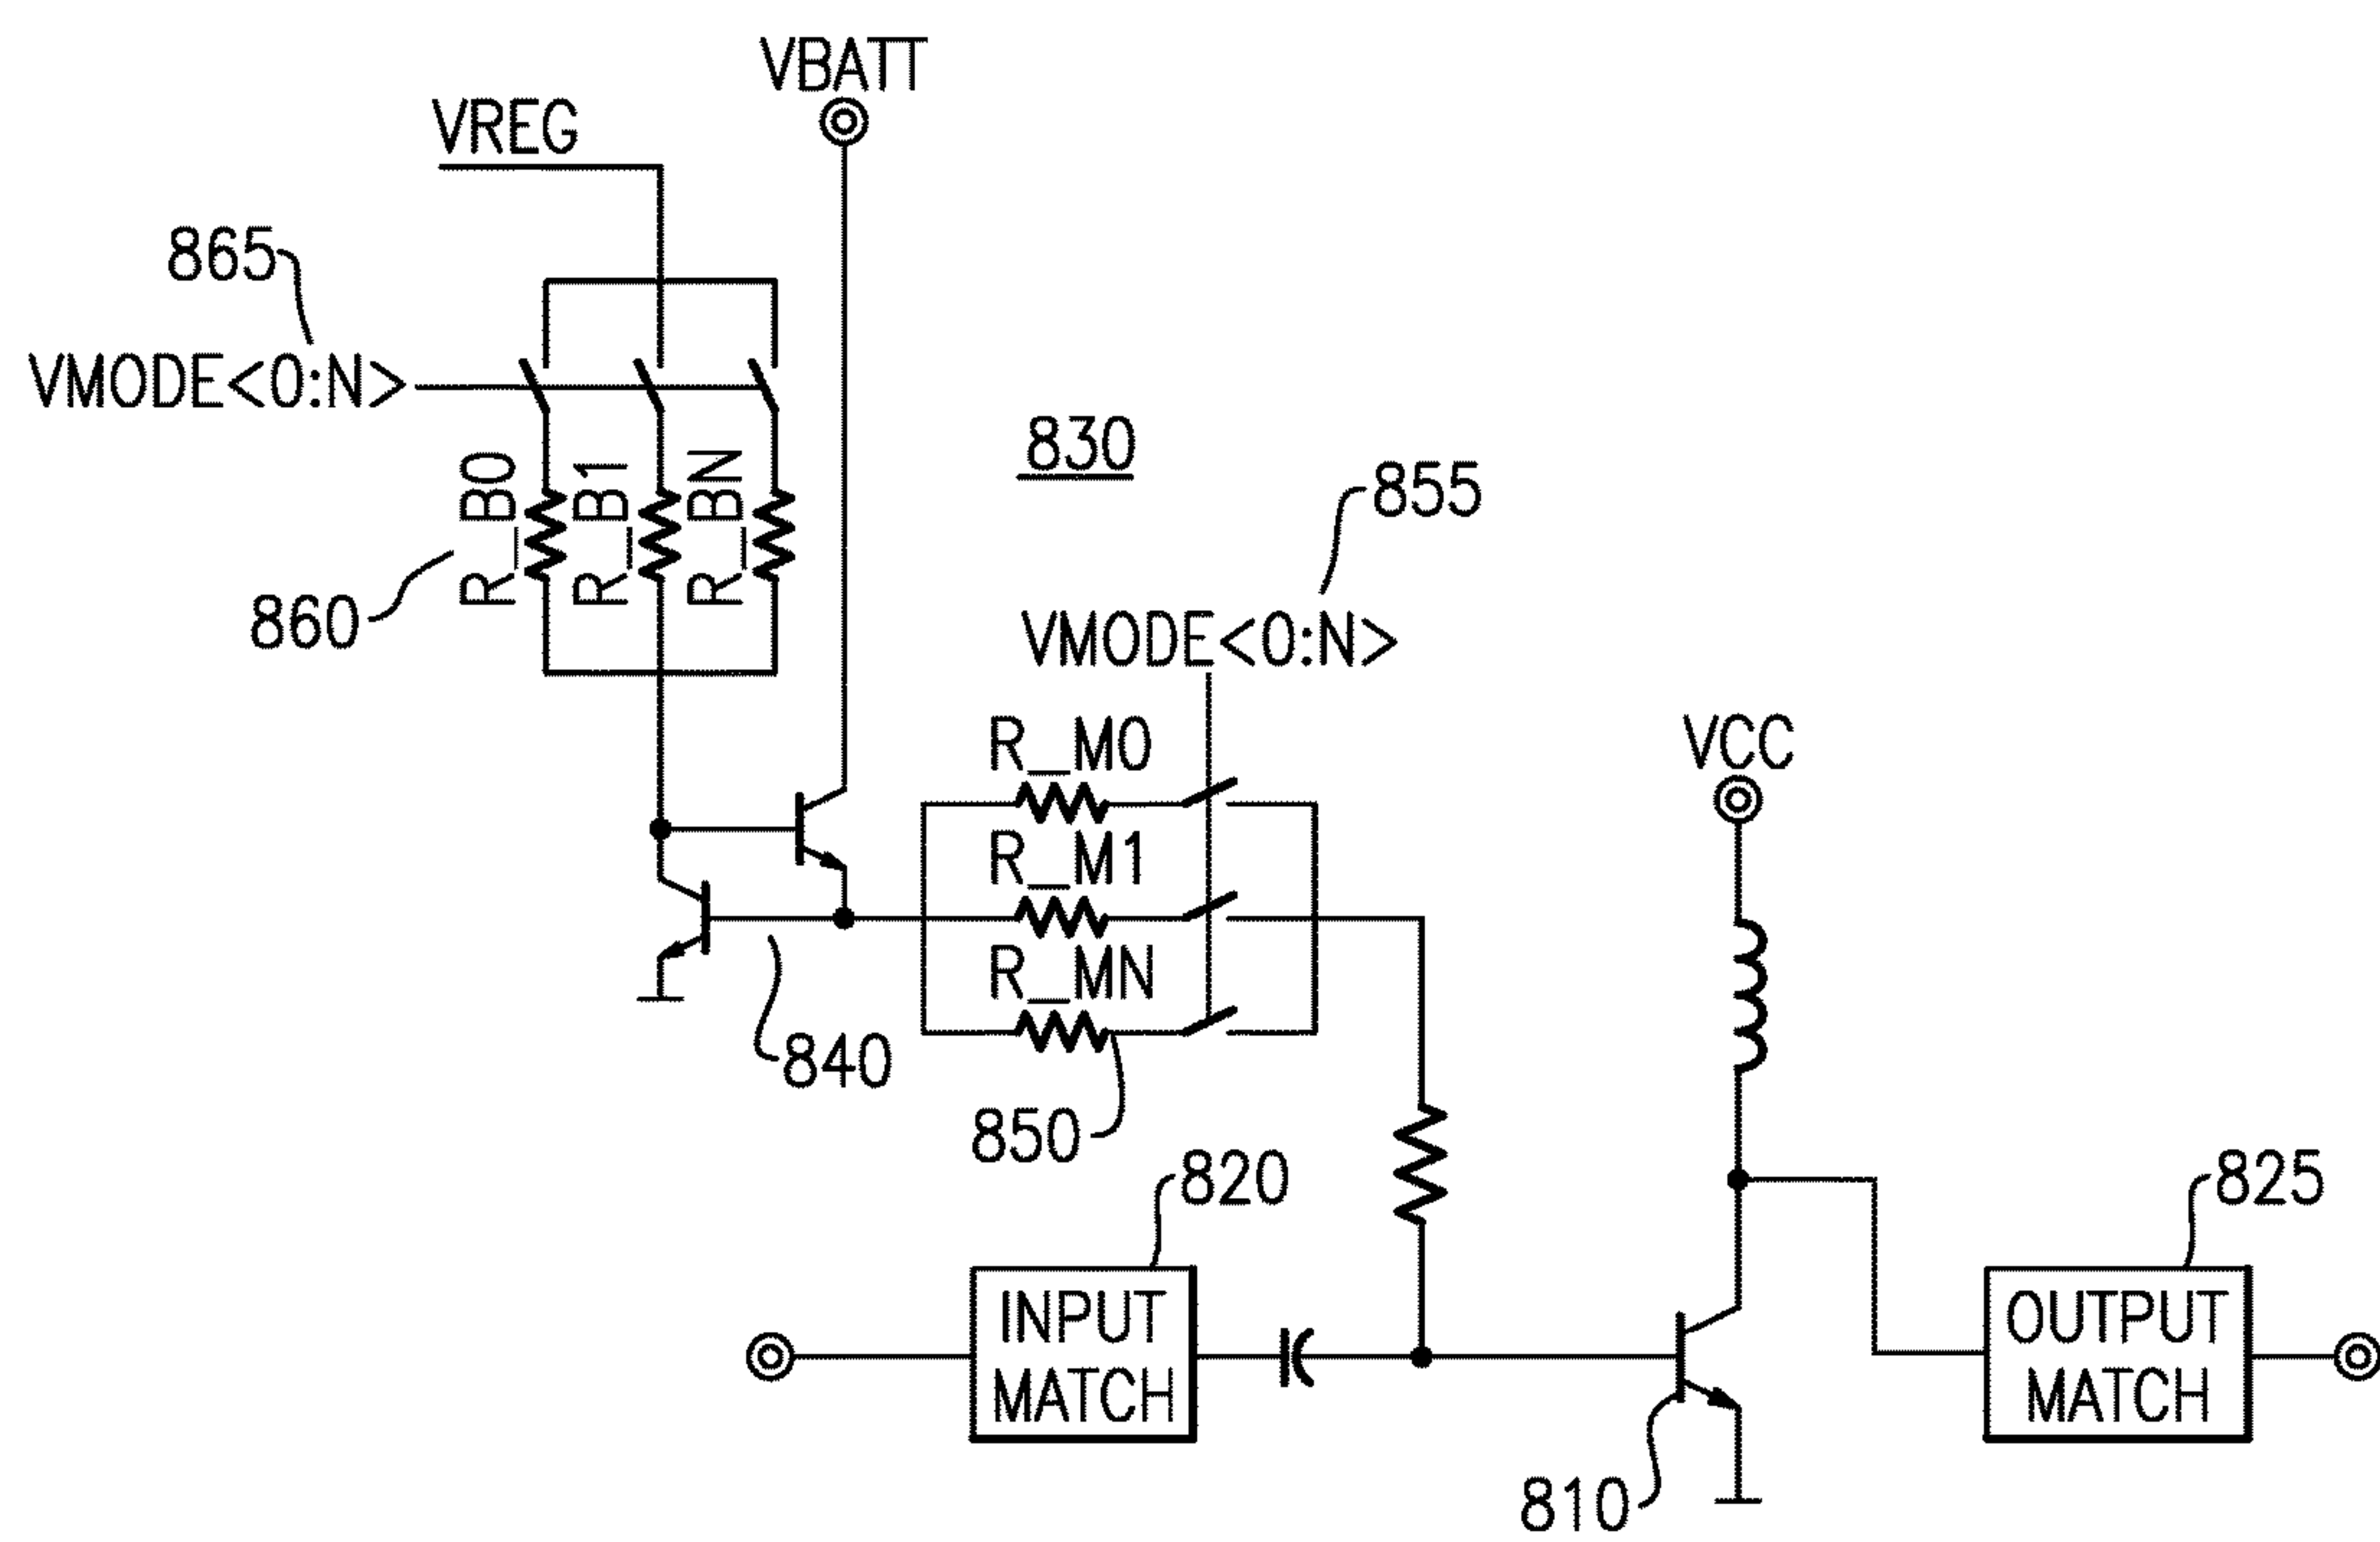 VBATT
VREG
865
VMODE<0:N>
830
855
R_B0
R_B1
R_BN
860
VMODE<0:N>
R_M0
VCC
R_M1
R_MN
840
850
820
825
INPUT
MATCH
OUTPUT
MATCH
810